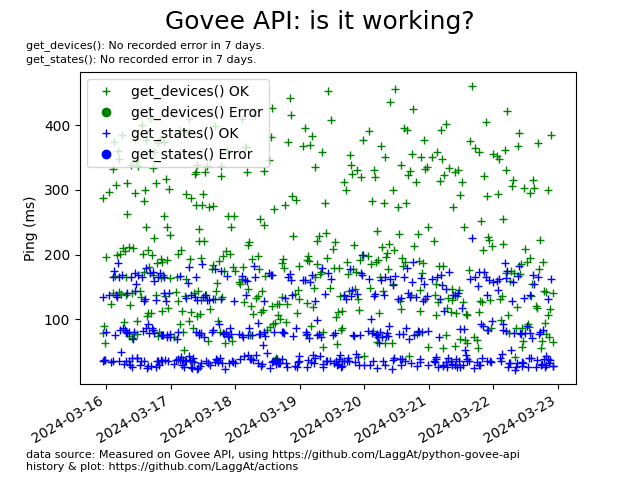 Govee API: is it working?
get_devices(): No recorded error in 7 days.
get_states(): No recorded error in 7 days.
get_devices() OK
get_devices() Error
get_states() OK
get_states() Error
Ping (ms)
400
300
200
100
2024-03-16
2024-03-17
2024-03-18
2024-03-19
2024-03-20
2024-03-21
2024-03-22
2024-03-23
data source: Measured on Govee API, using https://github.com/LaggAt/python-govee-api
history & plot: https://github.com/LaggAt/actions